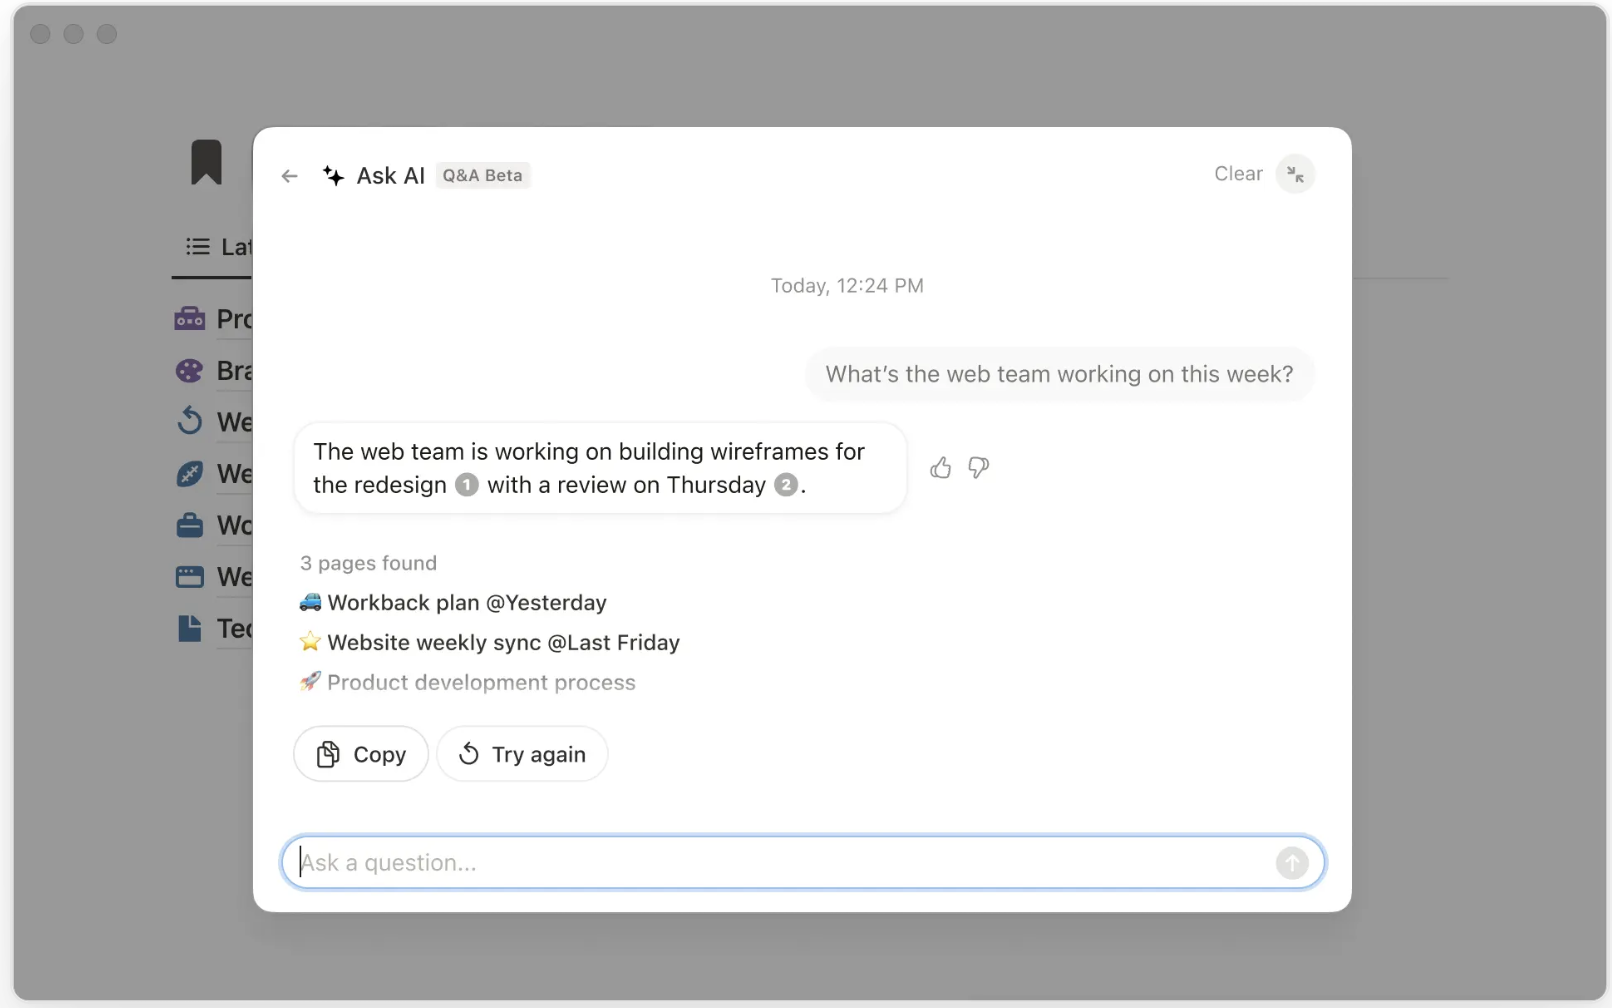 Ask AI Q&A Beta
Clear
Lat
Today, 12:24 PM
Pro
What's the web team working on this week?
Bra
We
The web team is working on building wireframes for
the redesign 1 with a review on Thursday 2.
We
Wo
3 pages found
We
Workback plan @Yesterday
Tec
Website weekly sync @Last Friday
Product development process
Copy
Try again
Ask a question...